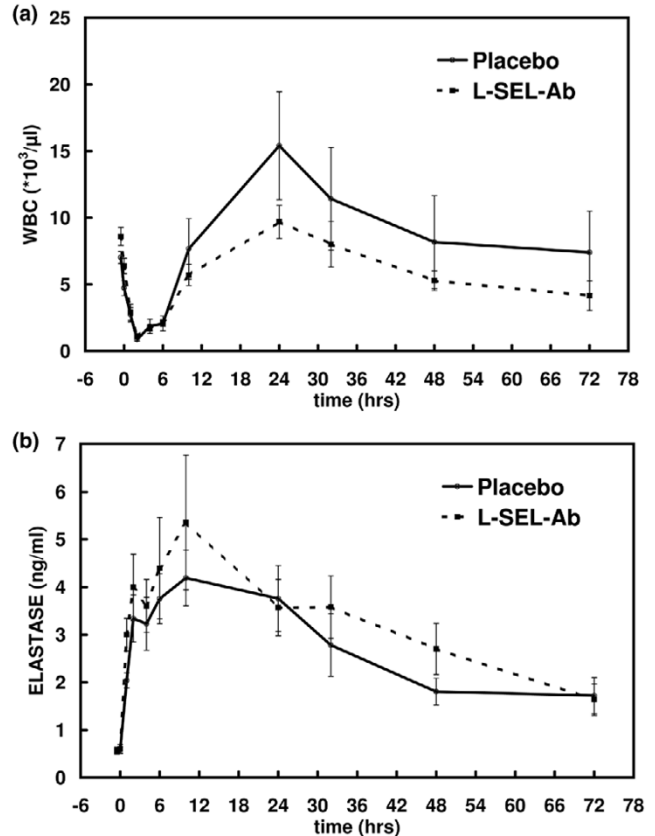 (a)
25
20
15
10
5
0
WBC (*10³/µl)
Placebo
L-SEL-Ab
-6 0 6 12 18 24 30 36 42 48 54 60 66 72 78
time (hrs)
(b)
7
6
5
4
3
2
1
0
ELASTASE (ng/ml)
Placebo
L-SEL-Ab
-6 0 6 12 18 24 32 36 42 48 54 60 66 72 78
time (hrs)